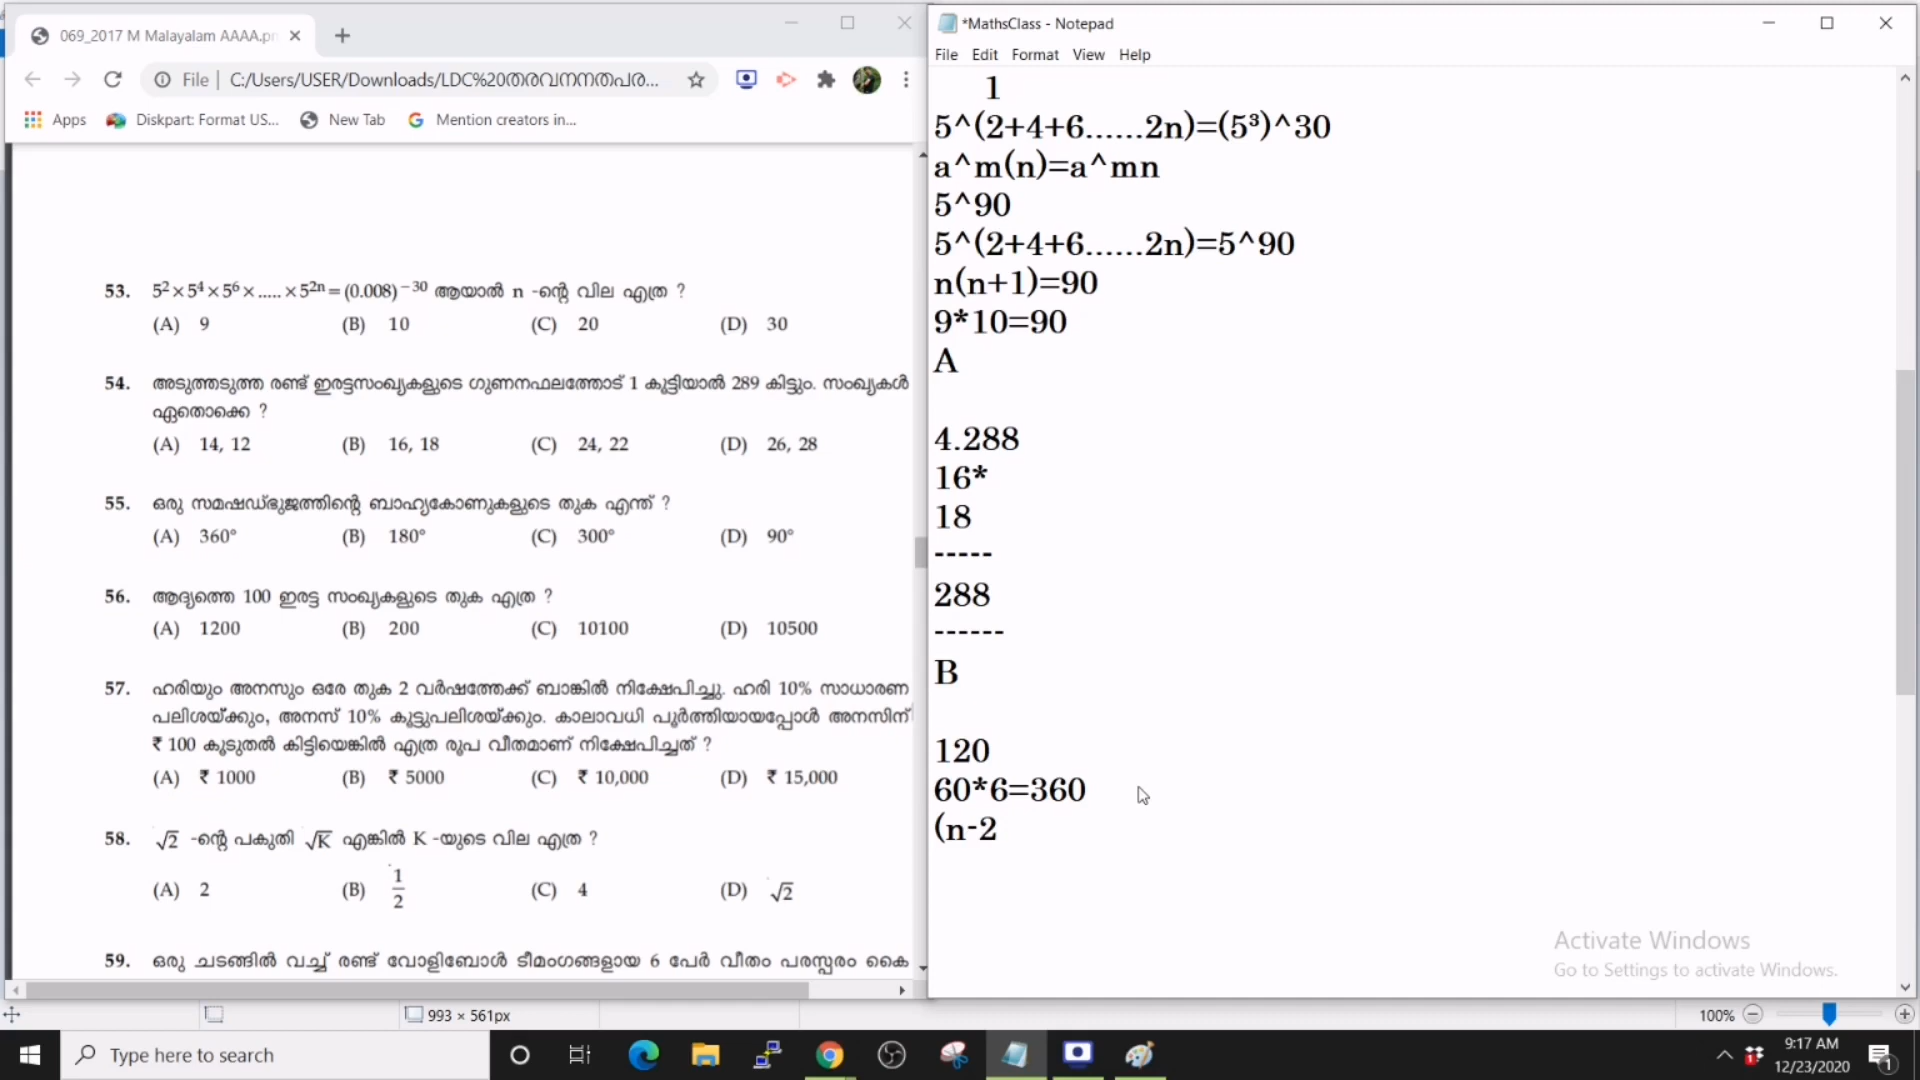 069_2017 M Malayalam AAAA.pn
File | C:/Users/USER/Downloads/LDC%20തരവനനതപര...
Apps Diskpart: Format US... New Tab Mention creators in...
53. 5² × 5⁴ × 5⁶ × ..... × 5²ⁿ = (0.008)⁻³⁰ ആയാൽ n -ന്റെ വില എത്ര ?
(A) 9 (B) 10 (C) 20 (D) 30
54. അടുത്തടുത്ത രണ്ട് ഇരട്ടസംഖ്യകളുടെ ഗുണനഫലത്തോട് 1 കൂട്ടിയാൽ 289 കിട്ടും. സംഖ്യകൾ
ഏതൊക്കെ ?
(A) 14, 12 (B) 16, 18 (C) 24, 22 (D) 26, 28
55. ഒരു സമഷഡ്ഭുജത്തിന്റെ ബാഹ്യകോണുകളുടെ തുക എന്ത് ?
(A) 360° (B) 180° (C) 300° (D) 90°
56. ആദ്യത്തെ 100 ഇരട്ട സംഖ്യകളുടെ തുക എത്ര ?
(A) 1200 (B) 200 (C) 10100 (D) 10500
57. ഹരിയും അനസും ഒരേ തുക 2 വർഷത്തേക്ക് ബാങ്കിൽ നിക്ഷേപിച്ചു. ഹരി 10% സാധാരണ
പലിശയ്ക്കും, അനസ് 10% കൂട്ടുപലിശയ്ക്കും. കാലാവധി പൂർത്തിയായപ്പോൾ അനസിന്
₹ 100 കൂടുതൽ കിട്ടിയെങ്കിൽ എത്ര രൂപ വീതമാണ് നിക്ഷേപിച്ചത് ?
(A) ₹ 1000 (B) ₹ 5000 (C) ₹ 10,000 (D) ₹ 15,000
58. √2 -ന്റെ പകുതി √K എങ്കിൽ K -യുടെ വില എത്ര ?
(A) 2 (B) 1/2 (C) 4 (D) √2
59. ഒരു ചടങ്ങിൽ വച്ച് രണ്ട് വോളിബോൾ ടീമംഗങ്ങളായ 6 പേർ വീതം പരസ്പരം കൈ
*MathsClass - Notepad
File Edit Format View Help
1
5^(2+4+6......2n)=(5³)^30
a^m(n)=a^mn
5^90
5^(2+4+6......2n)=5^90
n(n+1)=90
9*10=90
A
4.288
16*
18
-----
288
------
B
120
60*6=360
(n-2
Activate Windows
Go to Settings to activate Windows.
993 × 561px
100%
Type here to search
9:17 AM
12/23/2020
1